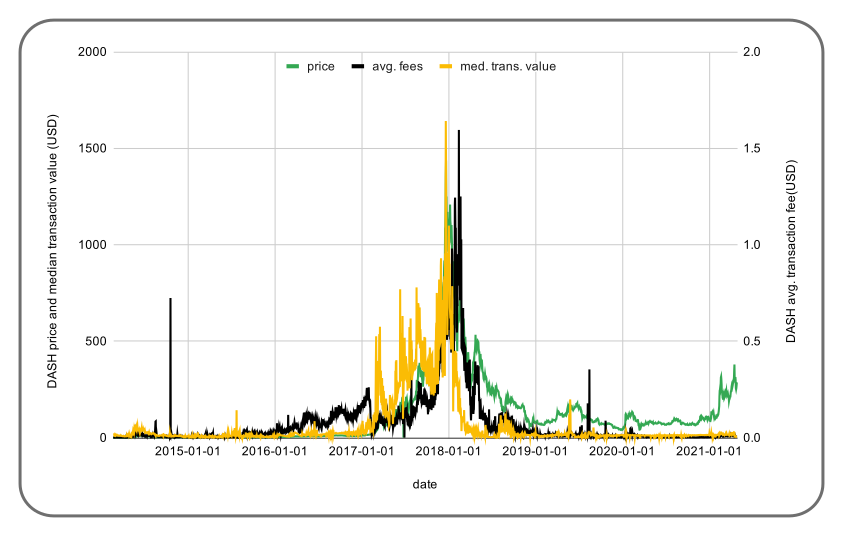 2000
2.0
price
avg. fees
med. trans. value
1500
1.5
1000
1.0
500
0.5
0
0.0
2015-01-01
2016-01-01
2017-01-01
2018-01-01
2019-01-01
2020-01-01
2021-01-01
date
DASH price and median transaction value (USD)
DASH avg. transaction fee(USD)